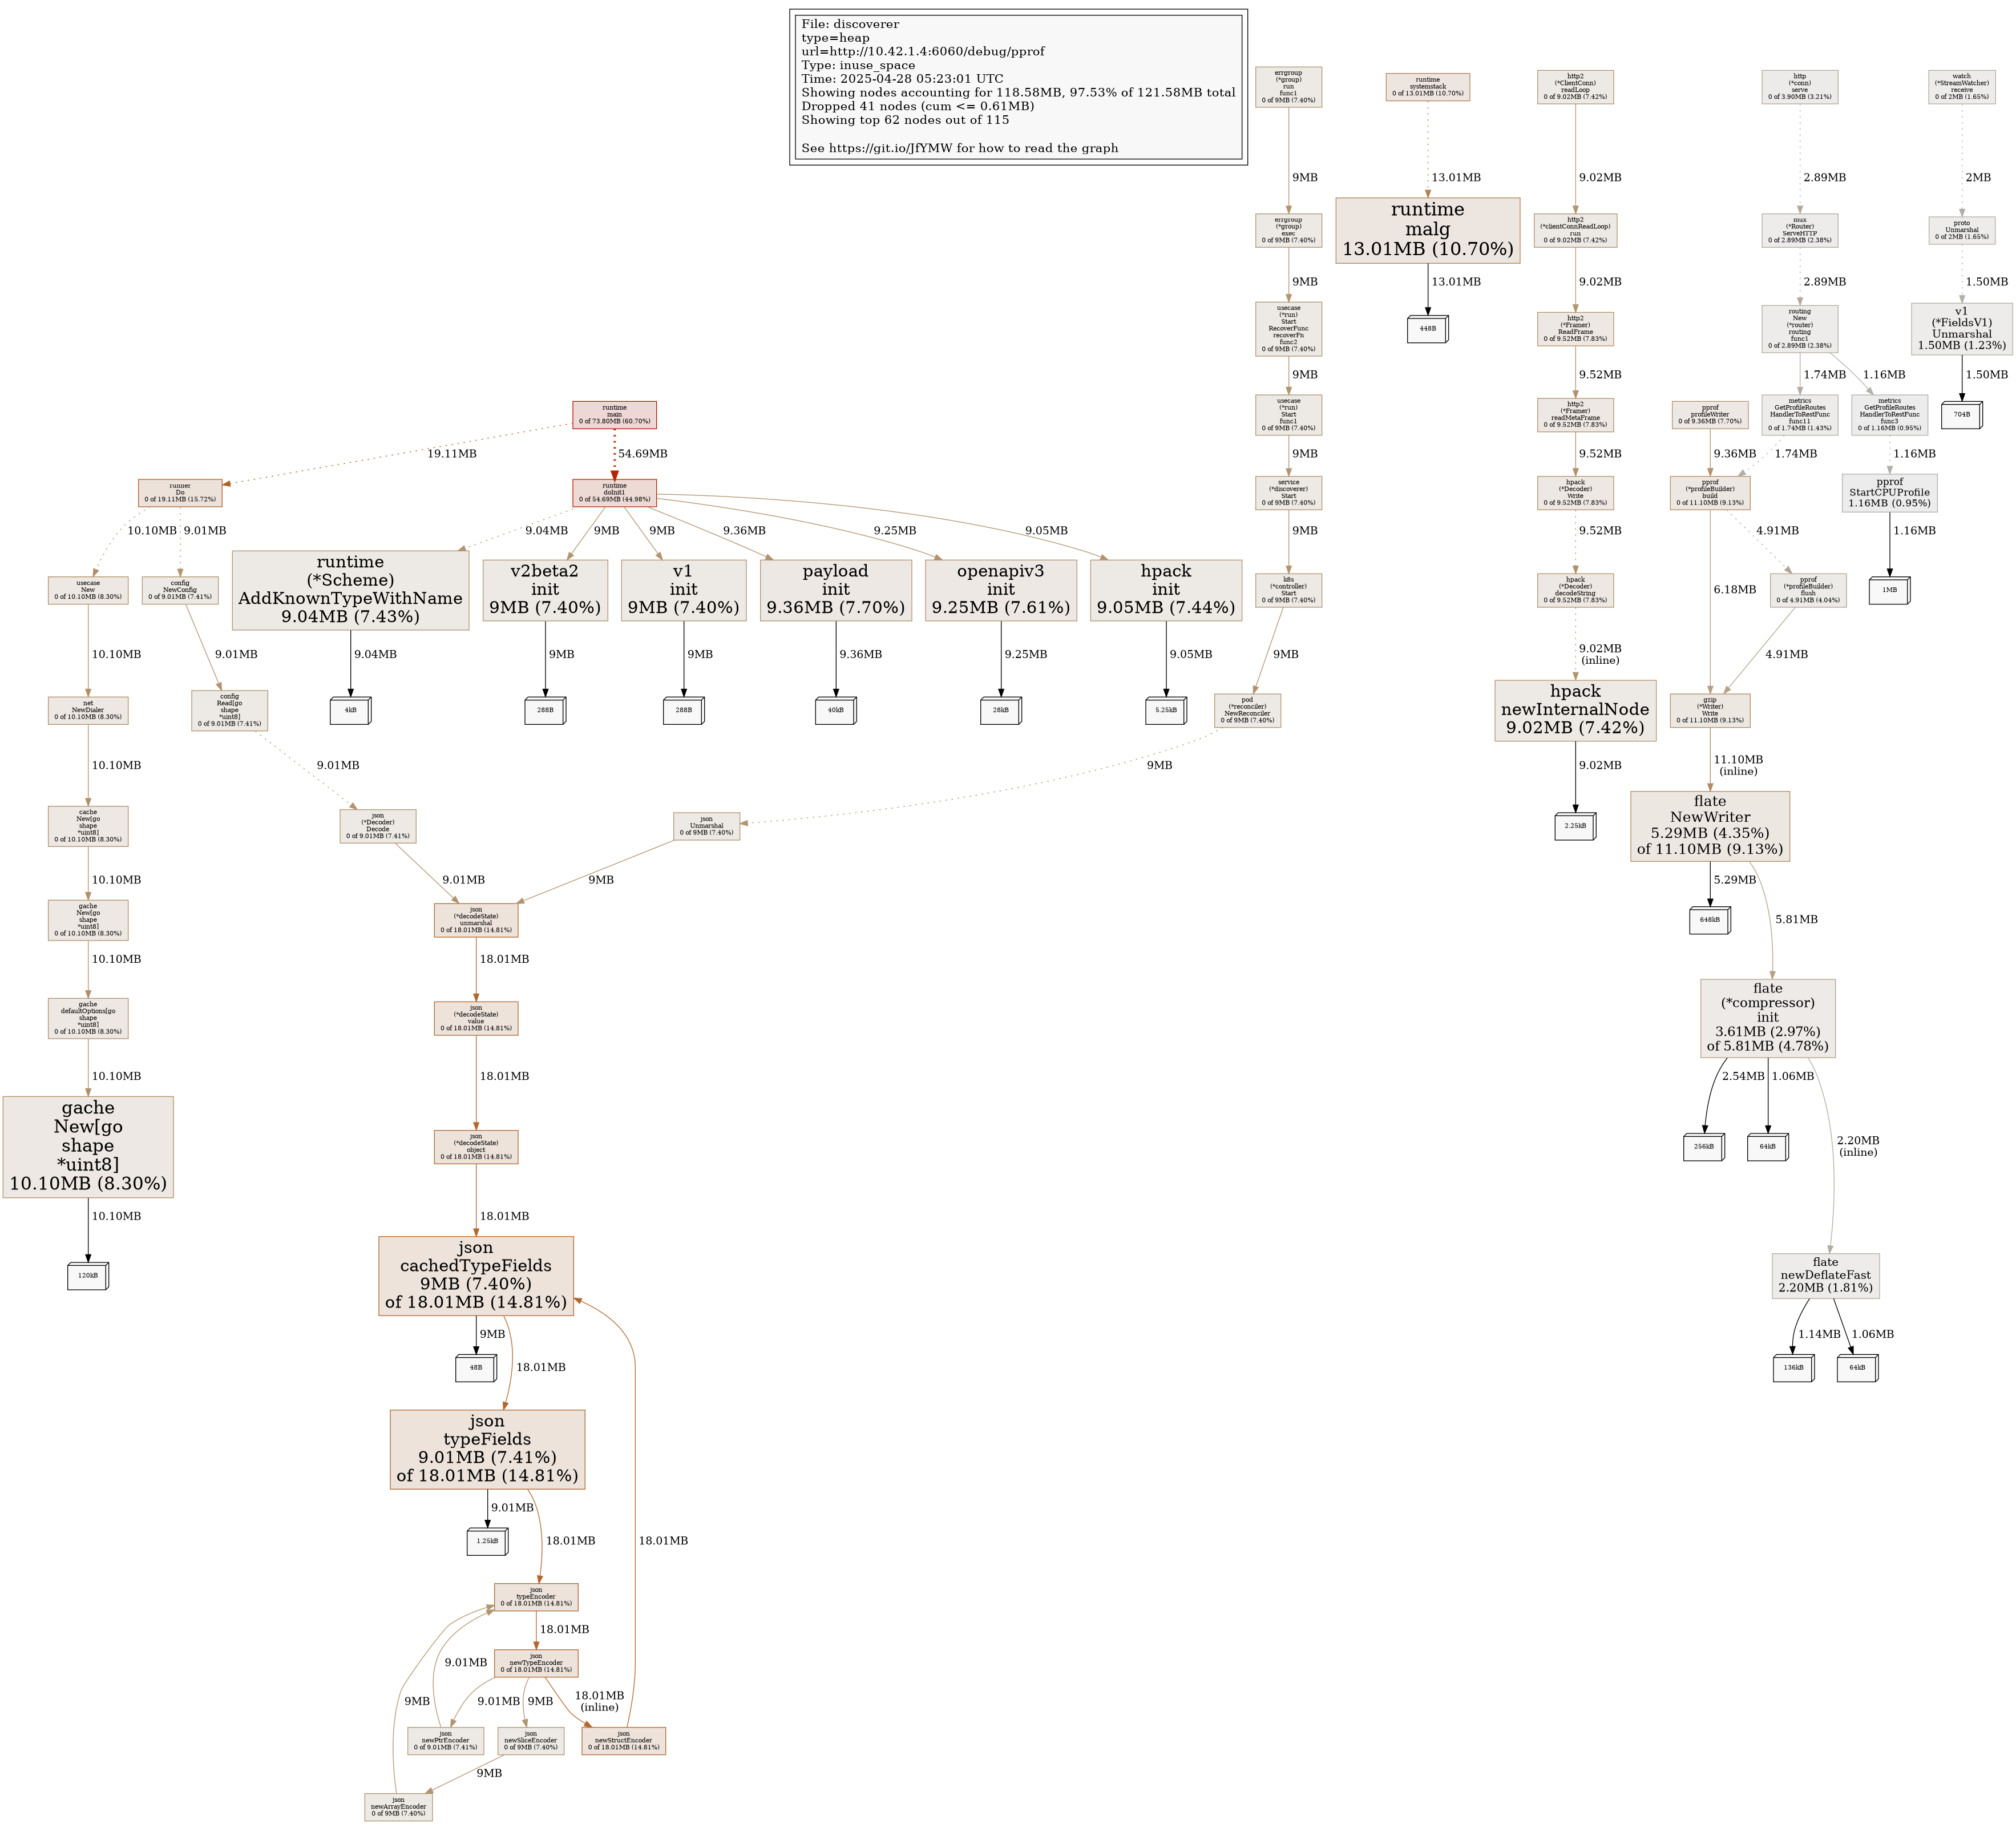 File: discoverer
type=heap
url=http://10.42.1.4:6060/debug/pprof
Type: inuse_space
Time: 2025-04-28 05:23:01 UTC
Showing nodes accounting for 118.58MB, 97.53% of 121.58MB total
Dropped 41 nodes (cum <= 0.61MB)
Showing top 62 nodes out of 115
See https://git.io/JfYMW for how to read the graph
errgroup
(*group)
run
func1
0 of 9MB (7.40%)
9MB
errgroup
(*group)
exec
0 of 9MB (7.40%)
9MB
usecase
(*run)
Start
RecoverFunc
recoverFn
func2
0 of 9MB (7.40%)
9MB
usecase
(*run)
Start
func1
0 of 9MB (7.40%)
9MB
service
(*discoverer)
Start
0 of 9MB (7.40%)
9MB
k8s
(*controller)
Start
0 of 9MB (7.40%)
9MB
pod
(*reconciler)
NewReconciler
0 of 9MB (7.40%)
9MB
json
Unmarshal
0 of 9MB (7.40%)
9MB
runtime
systemstack
0 of 13.01MB (10.70%)
13.01MB
runtime
malg
13.01MB (10.70%)
13.01MB
448B
http2
(*ClientConn)
readLoop
0 of 9.02MB (7.42%)
9.02MB
http2
(*clientConnReadLoop)
run
0 of 9.02MB (7.42%)
9.02MB
http2
(*Framer)
ReadFrame
0 of 9.52MB (7.83%)
9.52MB
http2
(*Framer)
readMetaFrame
0 of 9.52MB (7.83%)
9.52MB
hpack
(*Decoder)
Write
0 of 9.52MB (7.83%)
9.52MB
hpack
(*Decoder)
decodeString
0 of 9.52MB (7.83%)
9.02MB
(inline)
hpack
newInternalNode
9.02MB (7.42%)
9.02MB
2.25kB
http
(*conn)
serve
0 of 3.90MB (3.21%)
2.89MB
mux
(*Router)
ServeHTTP
0 of 2.89MB (2.38%)
2.89MB
routing
New
(*router)
routing
func1
0 of 2.89MB (2.38%)
1.74MB
1.16MB
metrics
GetProfileRoutes
HandlerToRestFunc
func11
0 of 1.74MB (1.43%)
1.74MB
metrics
GetProfileRoutes
HandlerToRestFunc
func3
0 of 1.16MB (0.95%)
1.16MB
pprof
StartCPUProfile
1.16MB (0.95%)
1.16MB
1MB
watch
(*StreamWatcher)
receive
0 of 2MB (1.65%)
2MB
proto
Unmarshal
0 of 2MB (1.65%)
1.50MB
v1
(*FieldsV1)
Unmarshal
1.50MB (1.23%)
1.50MB
704B
pprof
profileWriter
0 of 9.36MB (7.70%)
9.36MB
pprof
(*profileBuilder)
build
0 of 11.10MB (9.13%)
6.18MB
4.91MB
pprof
(*profileBuilder)
flush
0 of 4.91MB (4.04%)
4.91MB
gzip
(*Writer)
Write
0 of 11.10MB (9.13%)
11.10MB
(inline)
flate
NewWriter
5.29MB (4.35%)
of 11.10MB (9.13%)
5.29MB
648kB
5.81MB
flate
(*compressor)
init
3.61MB (2.97%)
of 5.81MB (4.78%)
2.54MB
256kB
1.06MB
64kB
2.20MB
(inline)
flate
newDeflateFast
2.20MB (1.81%)
1.14MB
136kB
1.06MB
64kB
runtime
main
0 of 73.80MB (60.70%)
19.11MB
54.69MB
runner
Do
0 of 19.11MB (15.72%)
10.10MB
9.01MB
runtime
doInit1
0 of 54.69MB (44.98%)
9.04MB
9MB
9MB
9.36MB
9.25MB
9.05MB
usecase
New
0 of 10.10MB (8.30%)
10.10MB
net
NewDialer
0 of 10.10MB (8.30%)
10.10MB
cache
New[go
shape
*uint8]
0 of 10.10MB (8.30%)
10.10MB
gache
New[go
shape
*uint8]
0 of 10.10MB (8.30%)
10.10MB
gache
defaultOptions[go
shape
*uint8]
0 of 10.10MB (8.30%)
10.10MB
gache
New[go
shape
*uint8]
10.10MB (8.30%)
10.10MB
120kB
config
NewConfig
0 of 9.01MB (7.41%)
9.01MB
config
Read[go
shape
*uint8]
0 of 9.01MB (7.41%)
9.01MB
json
(*Decoder)
Decode
0 of 9.01MB (7.41%)
9.01MB
runtime
(*Scheme)
AddKnownTypeWithName
9.04MB (7.43%)
9.04MB
4kB
v2beta2
init
9MB (7.40%)
9MB
288B
v1
init
9MB (7.40%)
9MB
288B
payload
init
9.36MB (7.70%)
9.36MB
40kB
openapiv3
init
9.25MB (7.61%)
9.25MB
28kB
hpack
init
9.05MB (7.44%)
9.05MB
5.25kB
json
(*decodeState)
unmarshal
0 of 18.01MB (14.81%)
18.01MB
json
(*decodeState)
value
0 of 18.01MB (14.81%)
18.01MB
json
(*decodeState)
object
0 of 18.01MB (14.81%)
18.01MB
json
cachedTypeFields
9MB (7.40%)
of 18.01MB (14.81%)
9MB
48B
18.01MB
json
typeFields
9.01MB (7.41%)
of 18.01MB (14.81%)
9.01MB
1.25kB
18.01MB
18.01MB
json
typeEncoder
0 of 18.01MB (14.81%)
18.01MB
json
newTypeEncoder
0 of 18.01MB (14.81%)
9.01MB
9MB
9.01MB
9MB
18.01MB
(inline)
json
newPtrEncoder
0 of 9.01MB (7.41%)
json
newSliceEncoder
0 of 9MB (7.40%)
json
newStructEncoder
0 of 18.01MB (14.81%)
9MB
json
newArrayEncoder
0 of 9MB (7.40%)